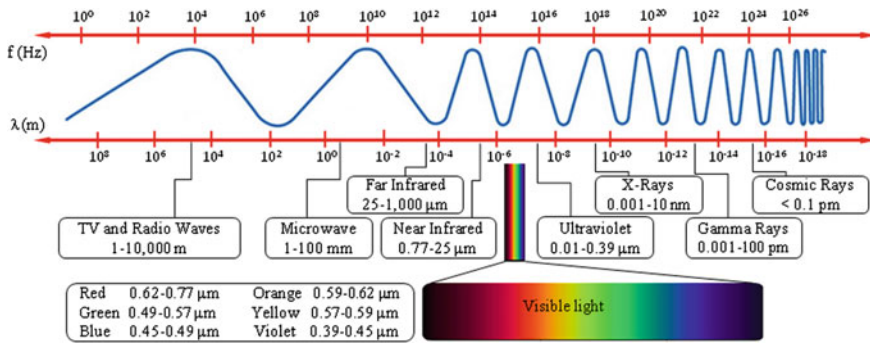 10⁰ 10² 10⁴ 10⁶ 10⁸ 10¹⁰ 10¹² 10¹⁴ 10¹⁶ 10¹⁸ 10²⁰ 10²² 10²⁴ 10²⁶
f (Hz)
λ(m)
10⁸ 10⁶ 10⁴ 10² 10⁰ 10⁻² 10⁻⁴ 10⁻⁶ 10⁻⁸ 10⁻¹⁰ 10⁻¹² 10⁻¹⁴ 10⁻¹⁶ 10⁻¹⁸
Far Infrared
25-1,000 µm
X-Rays
0.001-10 nm
Cosmic Rays
< 0.1 pm
TV and Radio Waves
1-10,000 m
Microwave
1-100 mm
Near Infrared
0.77-25 µm
Ultraviolet
0.01-0.39 µm
Gamma Rays
0.001-100 pm
Red 0.62-0.77 µm Orange 0.59-0.62 µm
Green 0.49-0.57 µm Yellow 0.57-0.59 µm
Blue 0.45-0.49 µm Violet 0.39-0.45 µm
Visible light